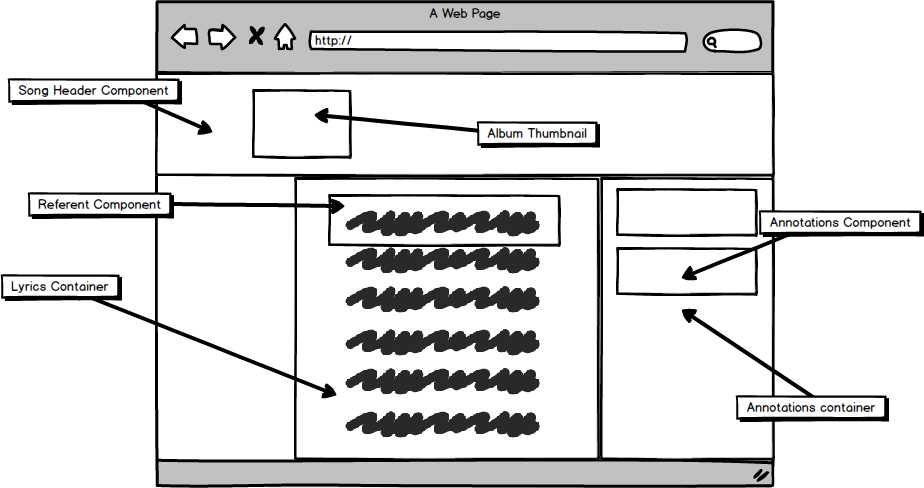 A Web Page
http://
Song Header Component
Album Thumbnail
Referent Component
Annotations Component
Lyrics Container
Annotations container